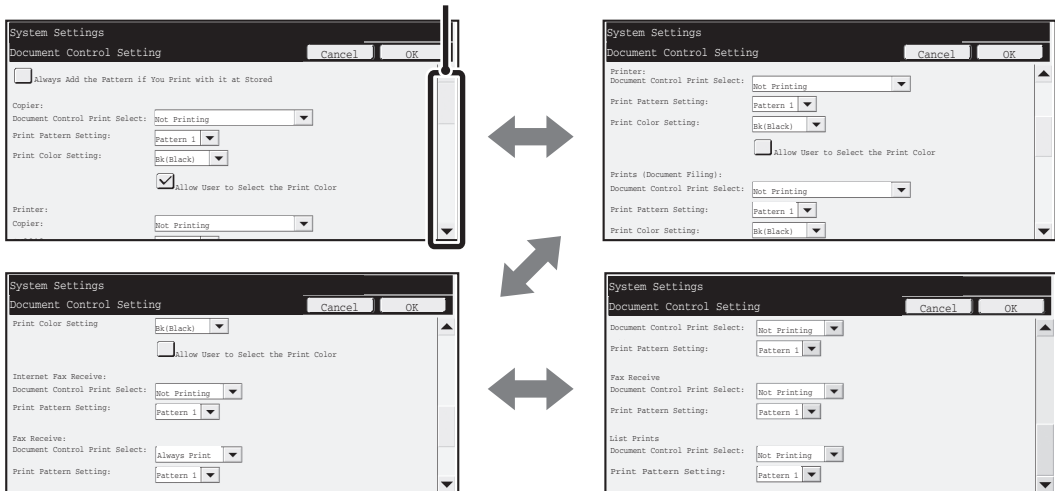 System Settings
Document Control Setting Cancel OK
Always Add the Pattern if You Print with it at Stored
Copier:
Document Control Print Select: Not Printing
Print Pattern Setting: Pattern 1
Print Color Setting: Bk(Black)
Allow User to Select the Print Color
Printer:
Copier: Not Printing
System Settings
Document Control Setting Cancel OK
Printer:
Document Control Print Select: Not Printing
Print Pattern Setting: Pattern 1
Print Color Setting: Bk(Black)
Allow User to Select the Print Color
Prints (Document Filing):
Document Control Print Select: Not Printing
Print Pattern Setting: Pattern 1
Print Color Setting: Bk(Black)
System Settings
Document Control Setting Cancel OK
Print Color Setting Bk(Black)
Allow User to Select the Print Color
Internet Fax Receive:
Document Control Print Select: Not Printing
Print Pattern Setting: Pattern 1
Fax Receive:
Document Control Print Select: Always Print
Print Pattern Setting: Pattern 1
System Settings
Document Control Setting Cancel OK
Document Control Print Select: Not Printing
Print Pattern Setting: Pattern 1
Fax Receive
Document Control Print Select: Not Printing
Print Pattern Setting: Pattern 1
List Prints
Document Control Print Select: Not Printing
Print Pattern Setting: Pattern 1